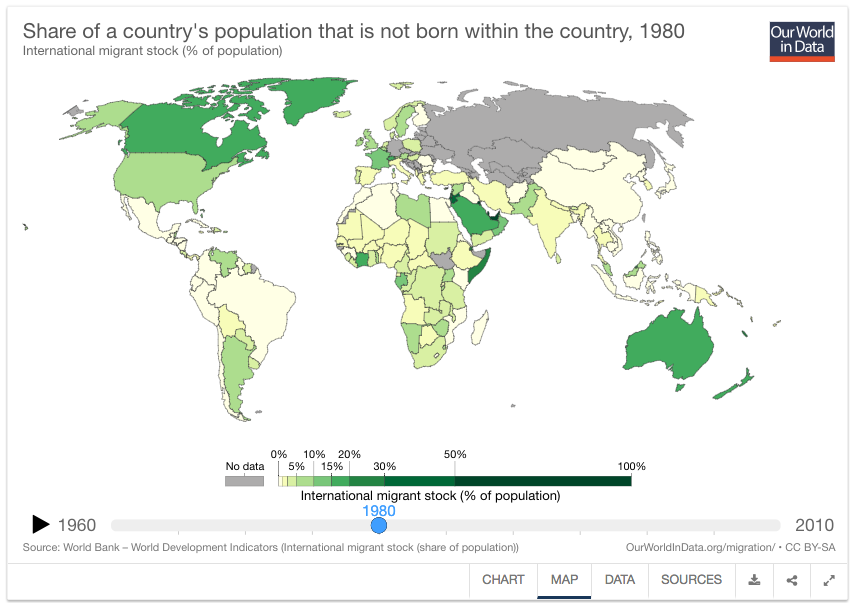 Share of a country's population that is not born within the country, 1980
International migrant stock (% of population)
Our World
in Data
0% 10% 20% 50% 100%
No data 5% 15% 30%
International migrant stock (% of population)
1980
1960 2010
Source: World Bank – World Development Indicators (International migrant stock (share of population))
OurWorldInData.org/migration/ • CC BY-SA
CHART MAP DATA SOURCES